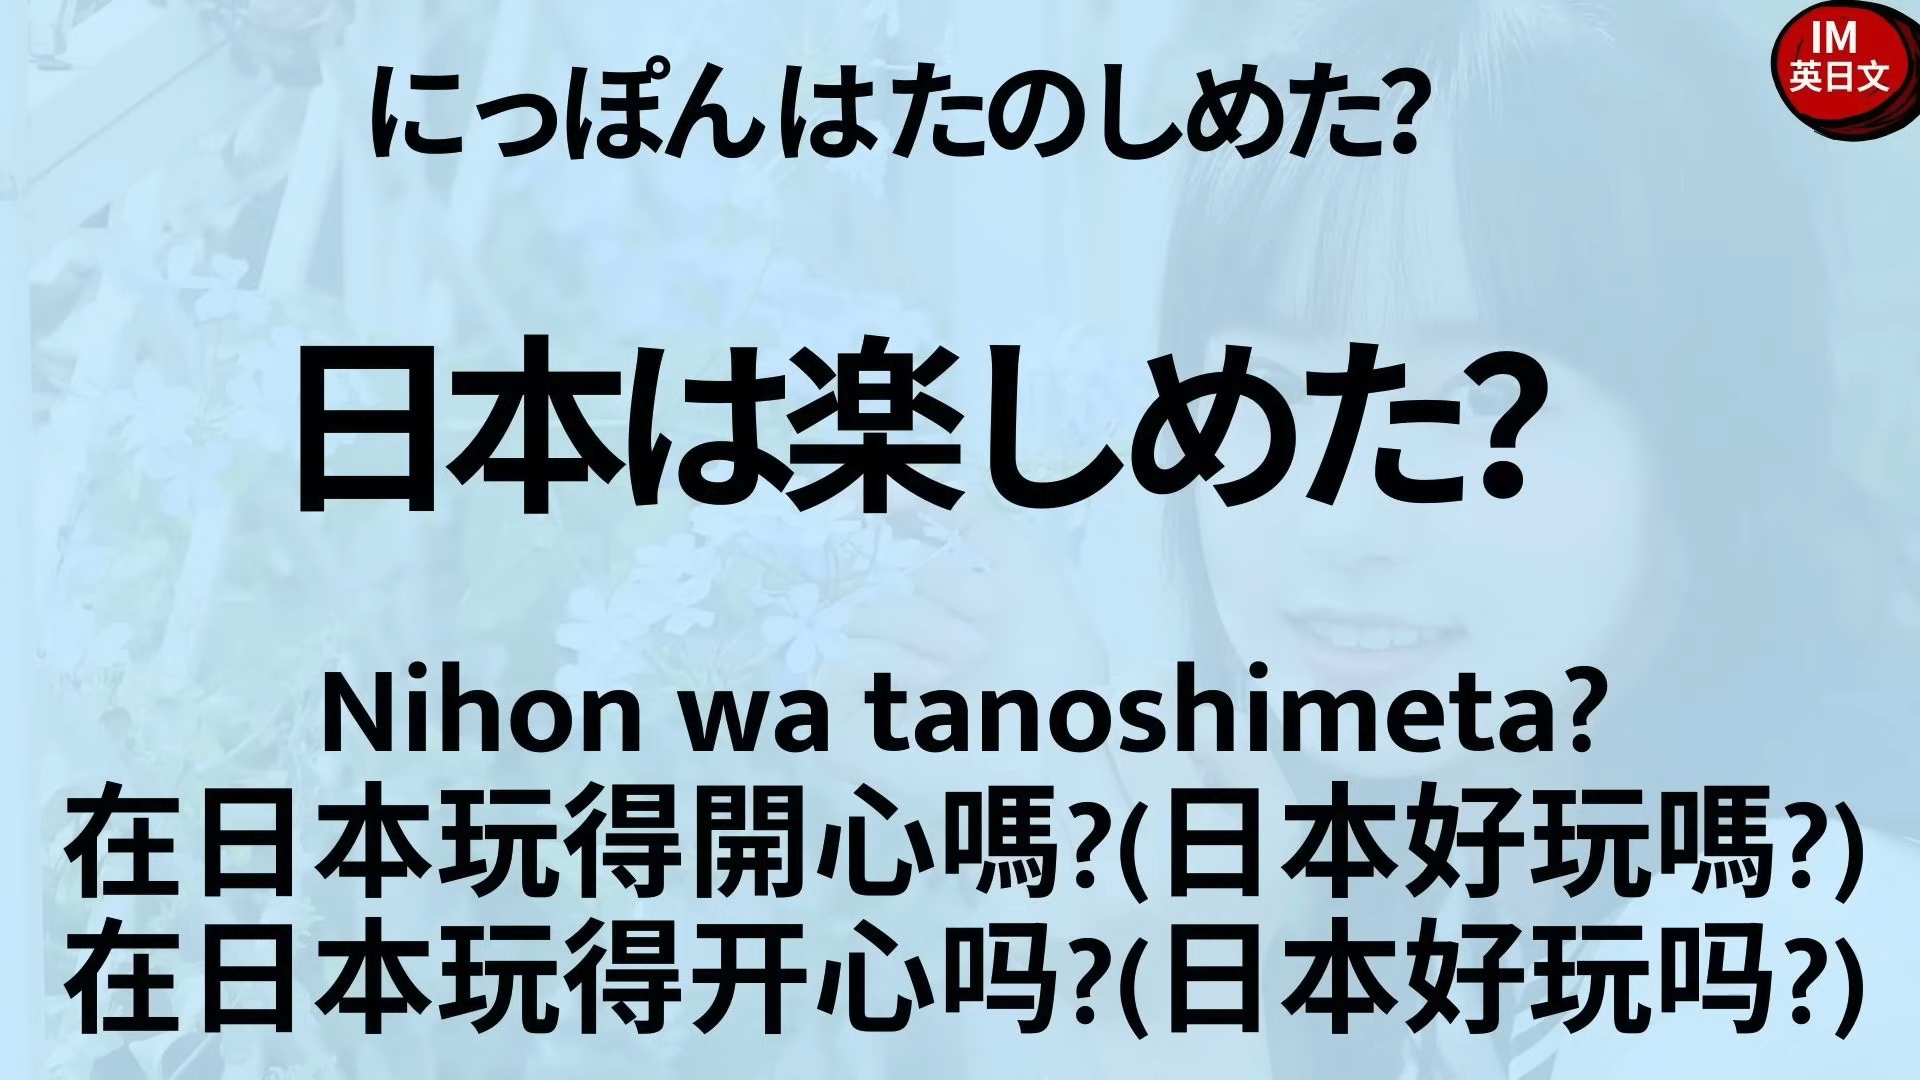 IM
英日文
にっぽんはたのしめた?
日本は楽しめた?
Nihon wa tanoshimeta?
在日本玩得開心嗎?(日本好玩嗎?)
在日本玩得开心吗?(日本好玩吗?)